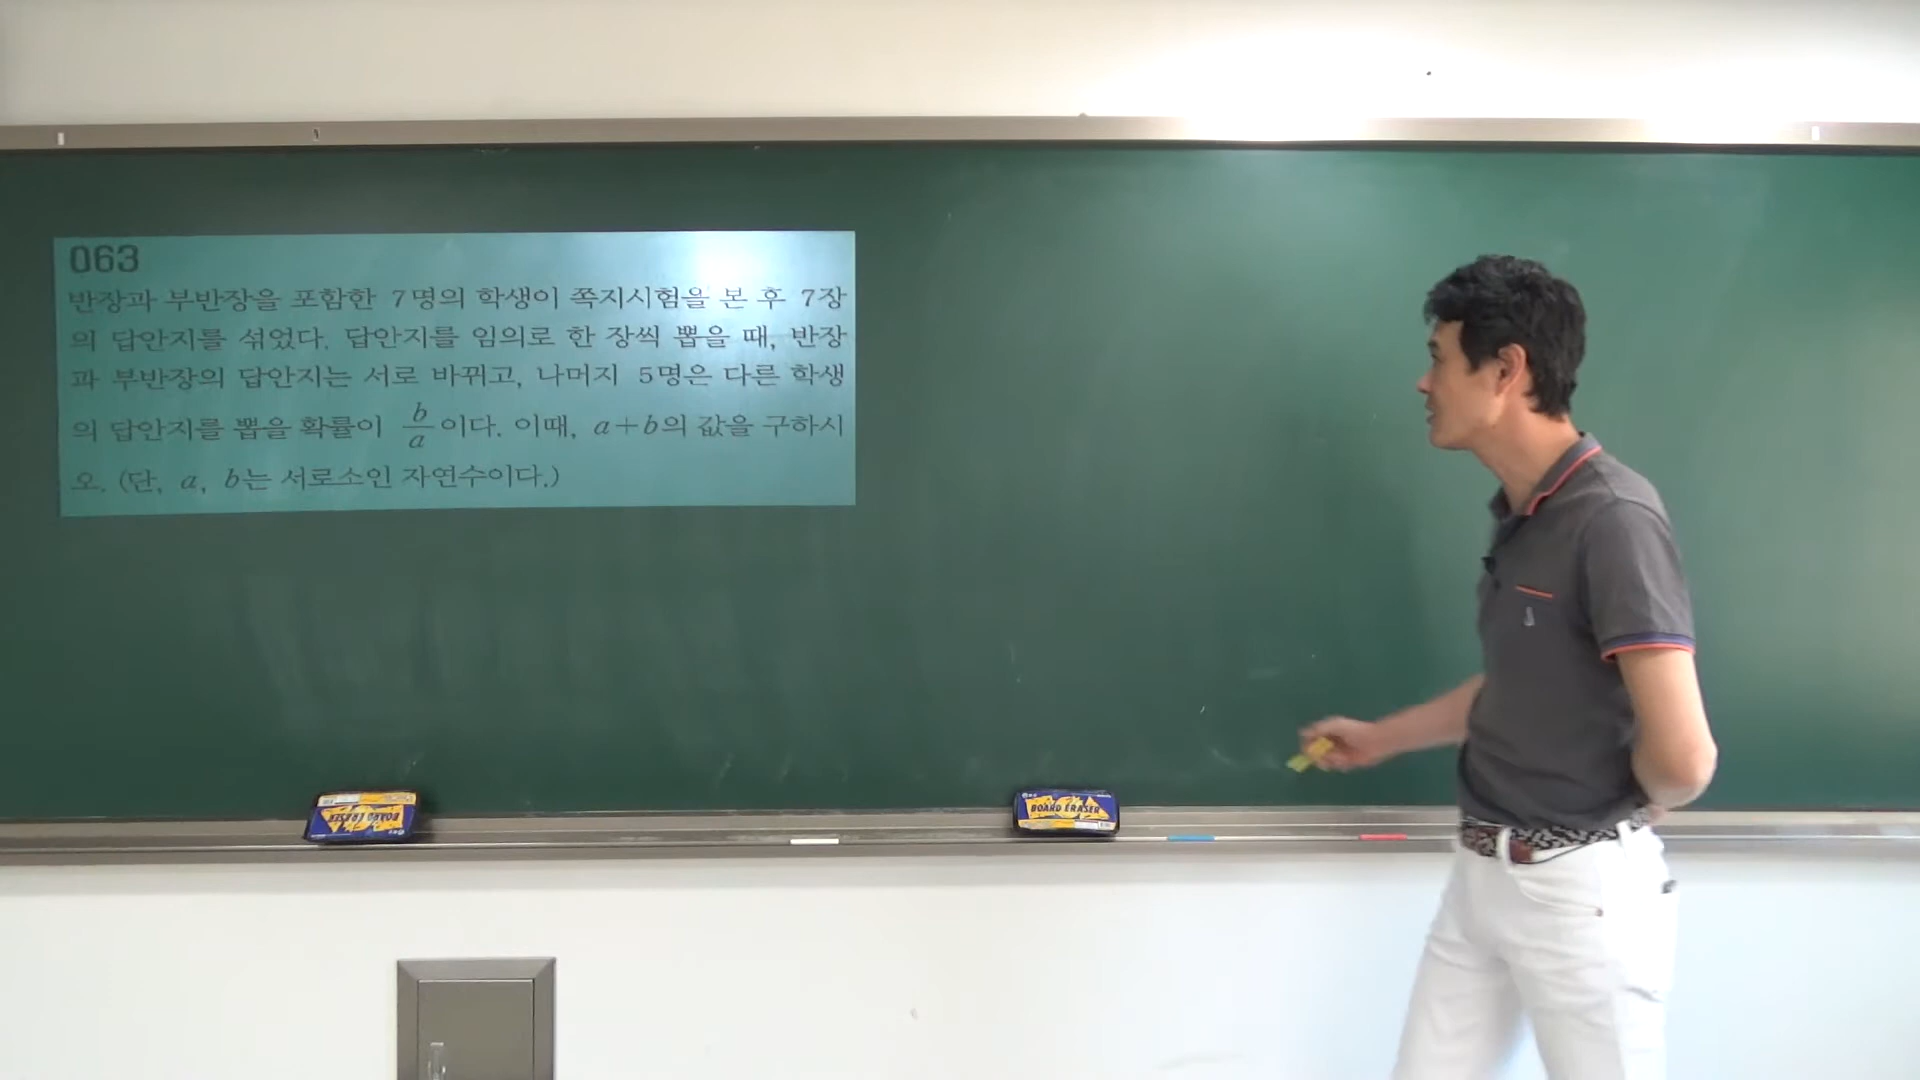 063
반장과 부반장을 포함한 7명의 학생이 쪽지시험을 본 후 7장
의 답안지를 섞었다. 답안지를 임의로 한 장씩 뽑을 때, 반장
과 부반장의 답안지는 서로 바뀌고, 나머지 5명은 다른 학생
의 답안지를 뽑을 확률이 b/a이다. 이때, a+b의 값을 구하시
오. (단, a, b는 서로소인 자연수이다.)
BOARD ERASER
BOARD ERASER